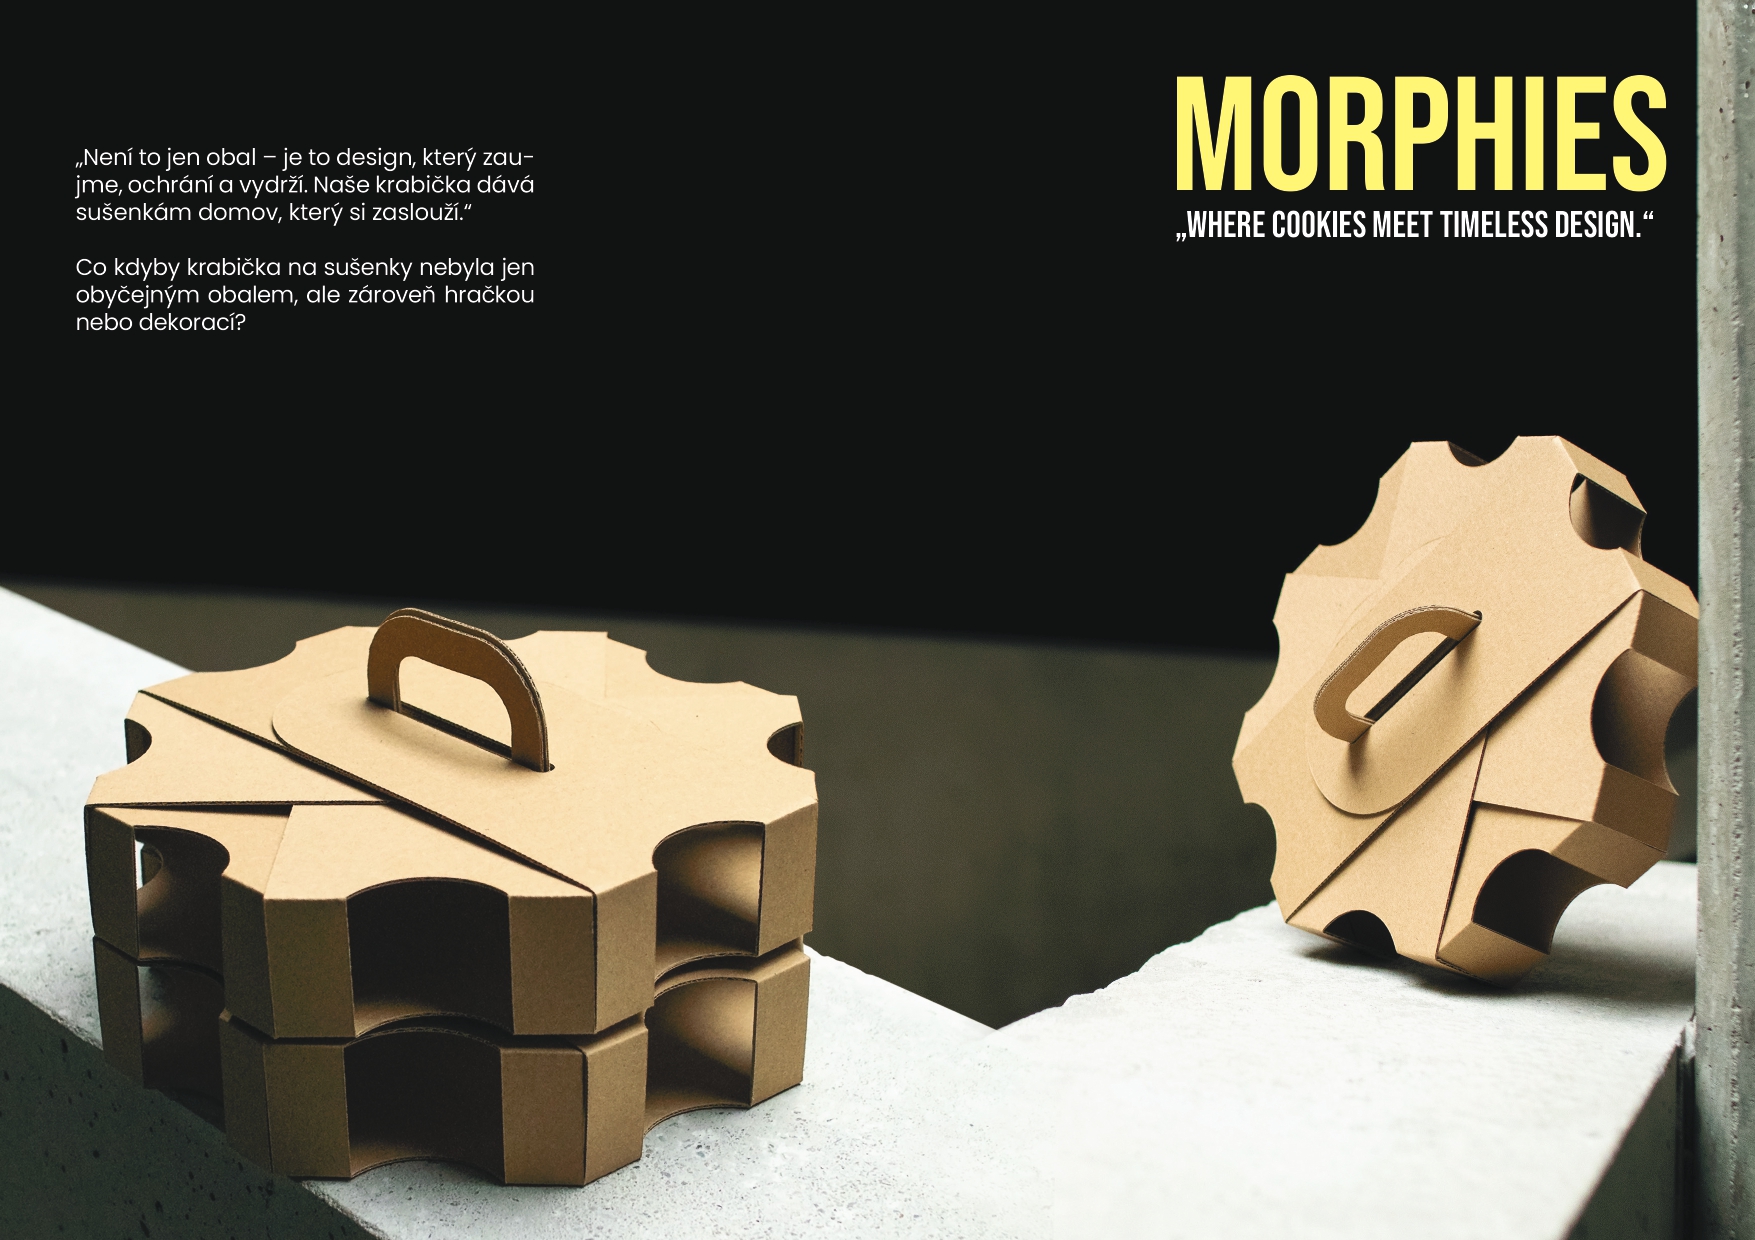 „Není to jen obal – je to design, který zau-
jme, ochrání a vydrží. Naše krabička dává
sušenkám domov, který si zaslouží.“
Co kdyby krabička na sušenky nebyla jen
obyčejným obalem, ale zároveň hračkou
nebo dekorací?
MORPHIES
„WHERE COOKIES MEET TIMELESS DESIGN.“